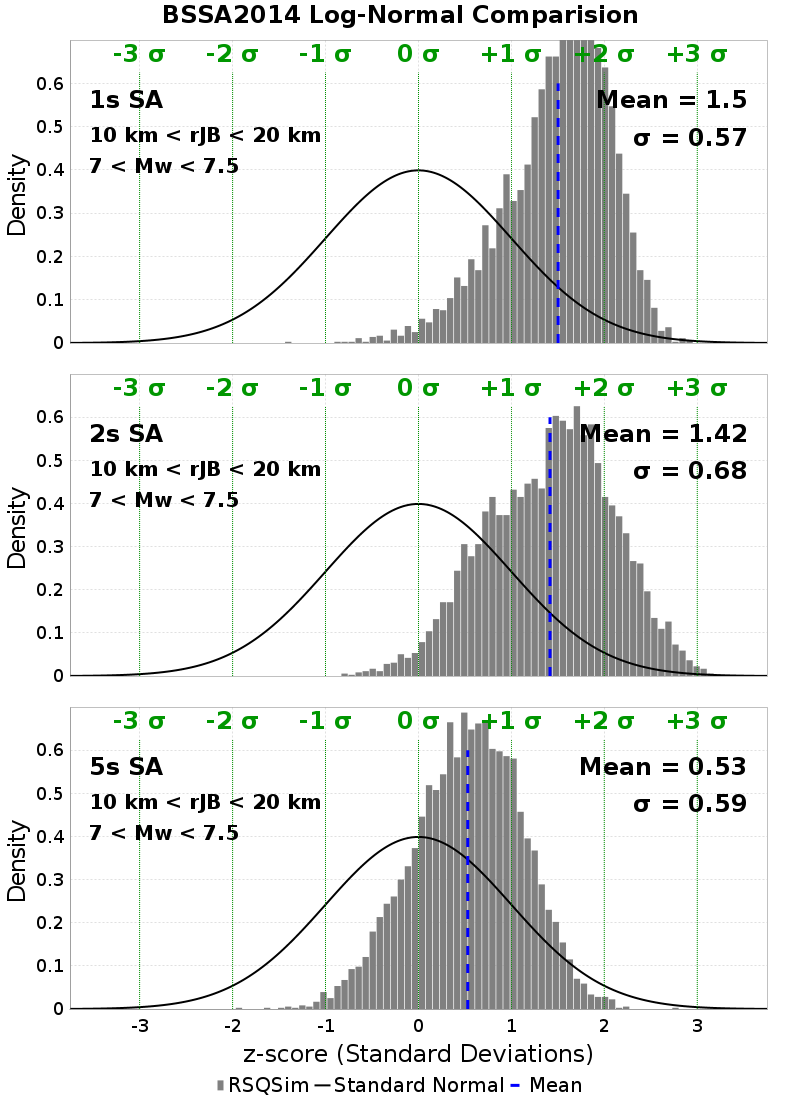 BSSA2014 Log-Normal Comparision
-3 σ -2 σ -1 σ 0 σ +1 σ +2 σ +3 σ
1s SA
10 km < rJB < 20 km
7 < Mw < 7.5
Mean = 1.5
σ = 0.57
Density
0.6
0.5
0.4
0.3
0.2
0.1
0
-3 σ -2 σ -1 σ 0 σ +1 σ +2 σ +3 σ
2s SA
10 km < rJB < 20 km
7 < Mw < 7.5
Mean = 1.42
σ = 0.68
Density
0.6
0.5
0.4
0.3
0.2
0.1
0
-3 σ -2 σ -1 σ 0 σ +1 σ +2 σ +3 σ
5s SA
10 km < rJB < 20 km
7 < Mw < 7.5
Mean = 0.53
σ = 0.59
Density
0.6
0.5
0.4
0.3
0.2
0.1
0
-3 -2 -1 0 1 2 3
z-score (Standard Deviations)
RSQSim Standard Normal Mean